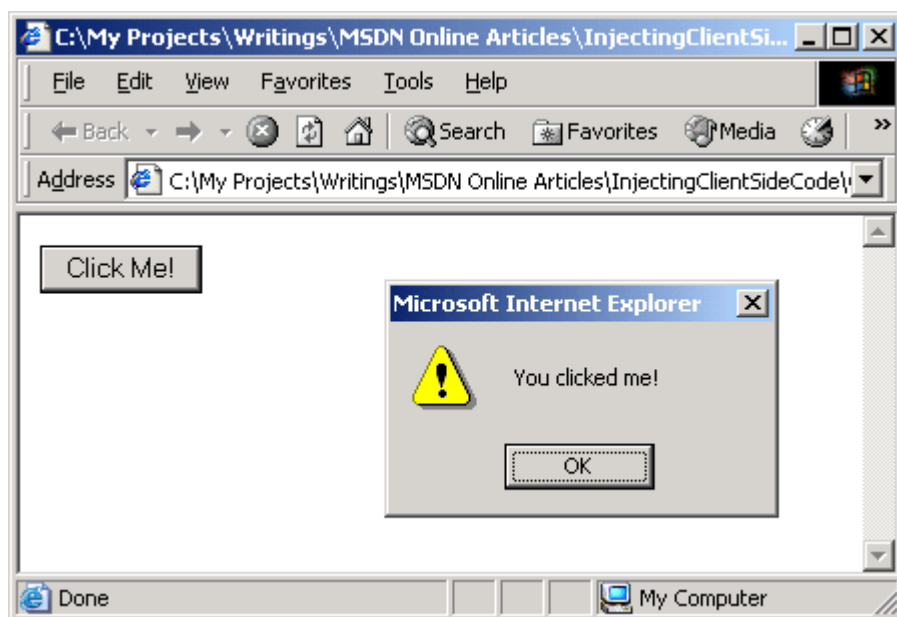 C:\My Projects\Writings\MSDN Online Articles\InjectingClientSi...
File Edit View Favorites Tools Help
Back Search Favorites Media »
Address C:\My Projects\Writings\MSDN Online Articles\InjectingClientSideCode\
Click Me!
Microsoft Internet Explorer
You clicked me!
OK
Done My Computer